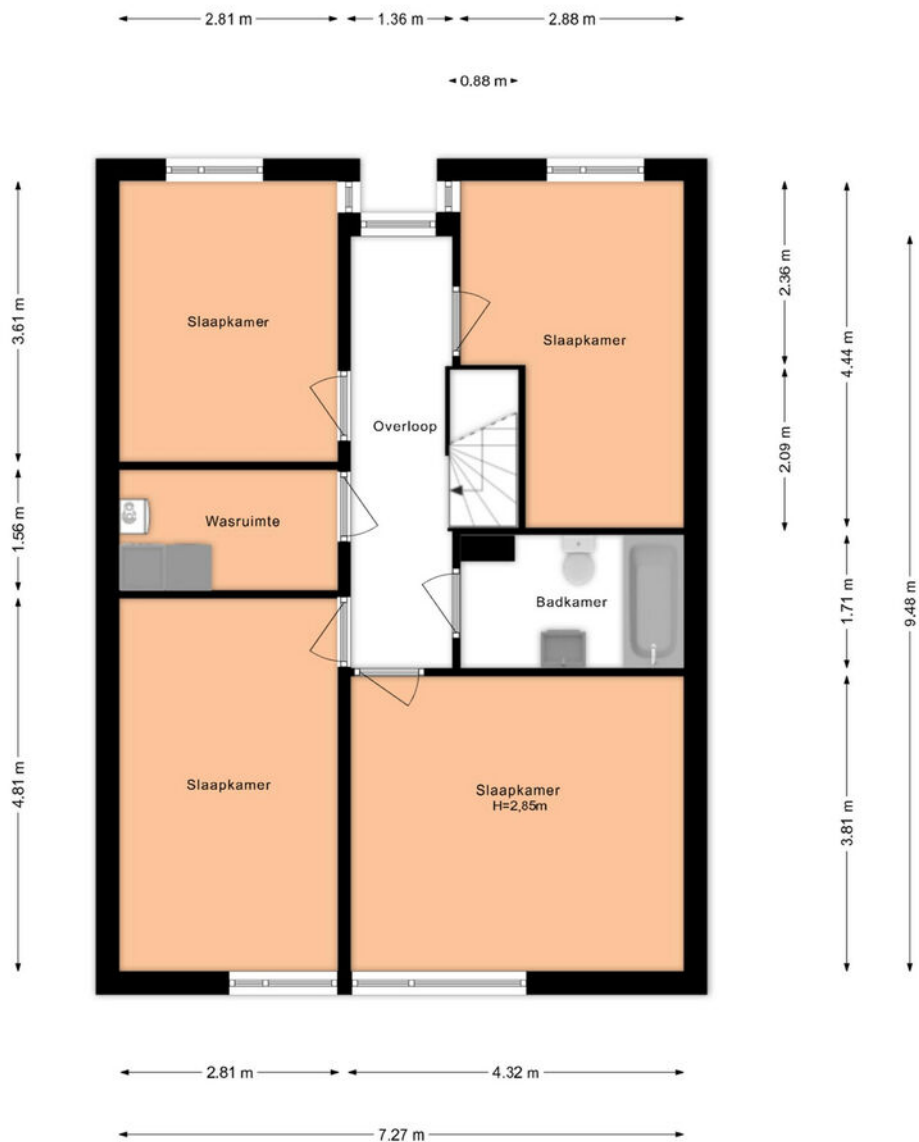 2.81 m
1.36 m
2.88 m
0.88 m
3.61 m
1.56 m
4.81 m
Slaapkamer
Slaapkamer
Overloop
Wasruimte
Badkamer
Slaapkamer
Slaapkamer
H=2,85m
2.36 m
2.09 m
4.44 m
1.71 m
3.81 m
9.48 m
2.81 m
4.32 m
7.27 m